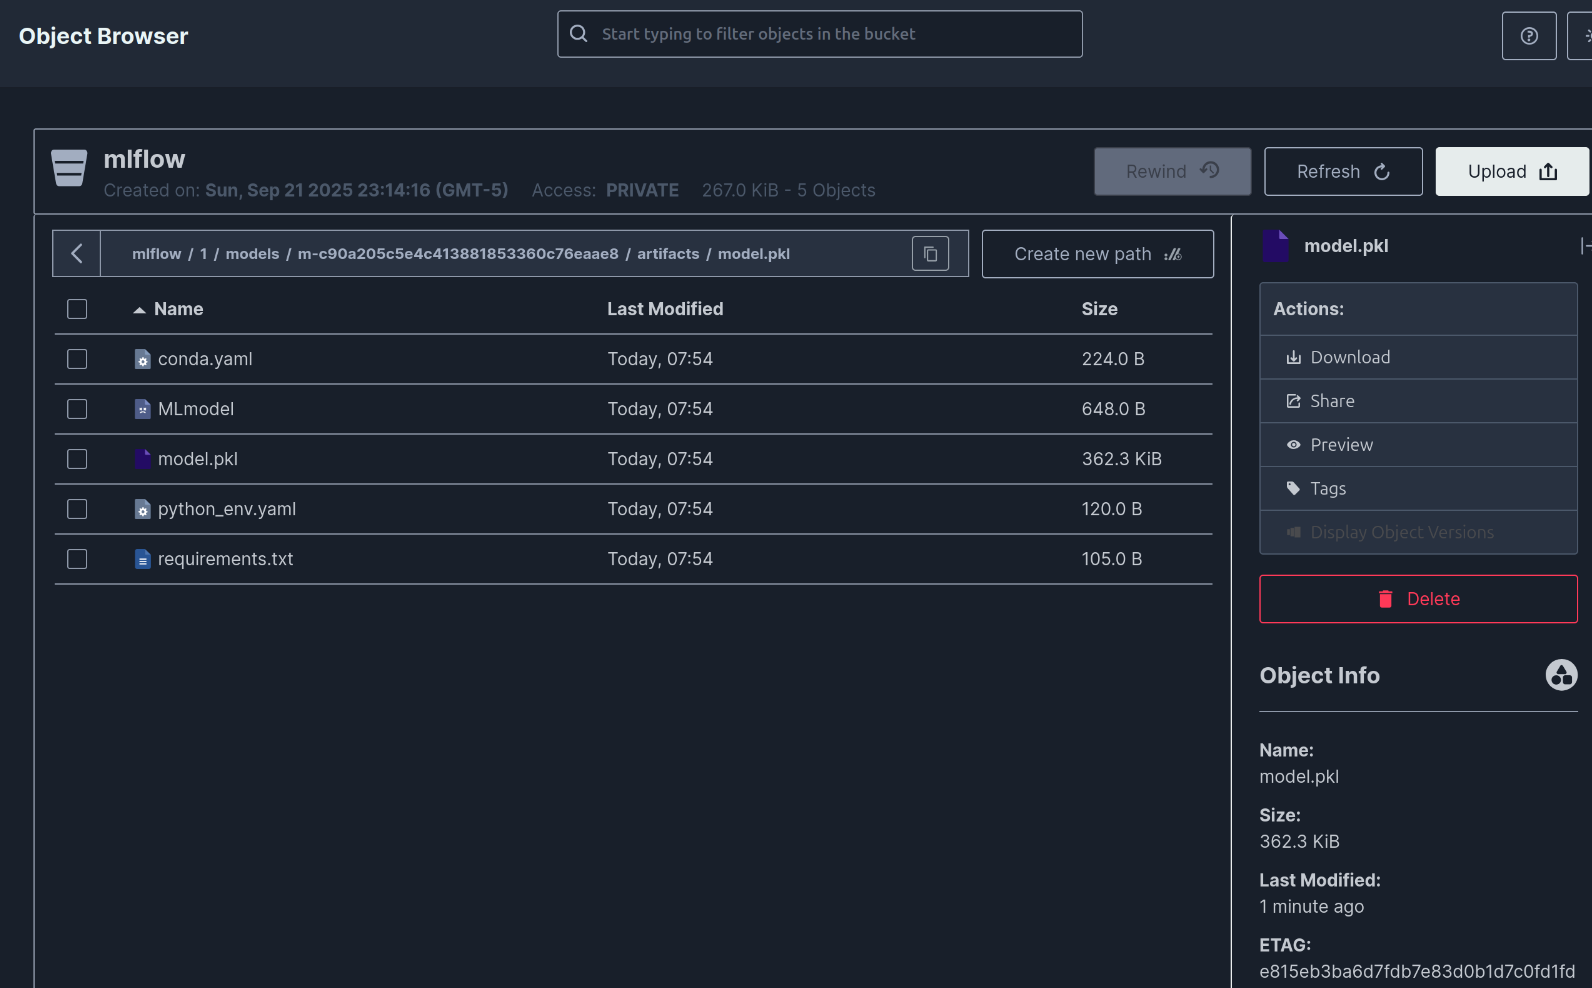 Object Browser
Start typing to filter objects in the bucket
mlflow
Created on: Sun, Sep 21 2025 23:14:16 (GMT-5) Access: PRIVATE 267.0 KiB - 5 Objects
Rewind
Refresh
Upload
mlflow / 1 / models / m-c90a205c5e4c413881853360c76eaae8 / artifacts / model.pkl
Create new path
Name Last Modified Size
conda.yaml Today, 07:54 224.0 B
MLmodel Today, 07:54 648.0 B
model.pkl Today, 07:54 362.3 KiB
python_env.yaml Today, 07:54 120.0 B
requirements.txt Today, 07:54 105.0 B
model.pkl
Actions:
Download
Share
Preview
Tags
Display Object Versions
Delete
Object Info
Name:
model.pkl
Size:
362.3 KiB
Last Modified:
1 minute ago
ETAG:
e815eb3ba6d7fdb7e83d0b1d7c0fd1fd